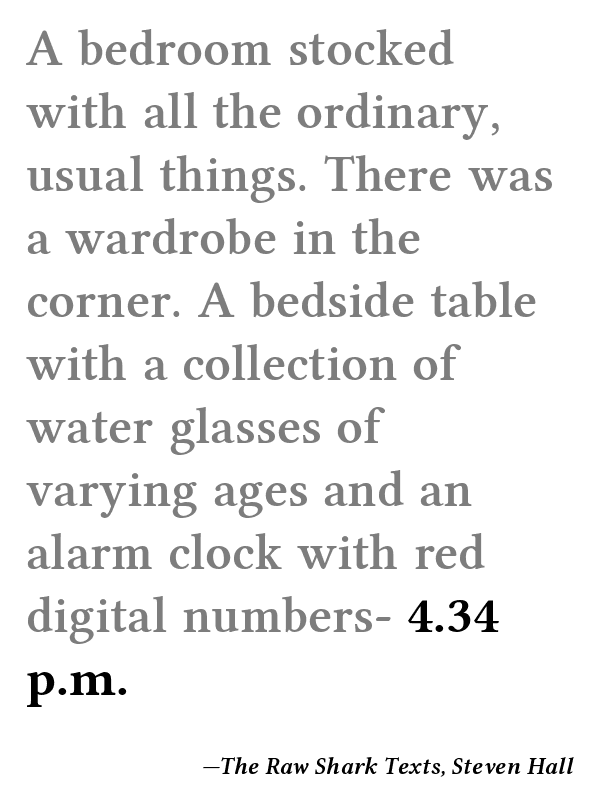 A bedroom stocked
with all the ordinary,
usual things. There was
a wardrobe in the
corner. A bedside table
with a collection of
water glasses of
varying ages and an
alarm clock with red
digital numbers- 4.34
p.m.
—The Raw Shark Texts, Steven Hall